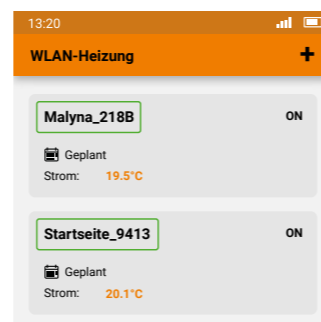 13:20
WLAN-Heizung +
Malyna_218B ON
Geplant
Strom: 19.5°C
Startseite_9413 ON
Geplant
Strom: 20.1°C